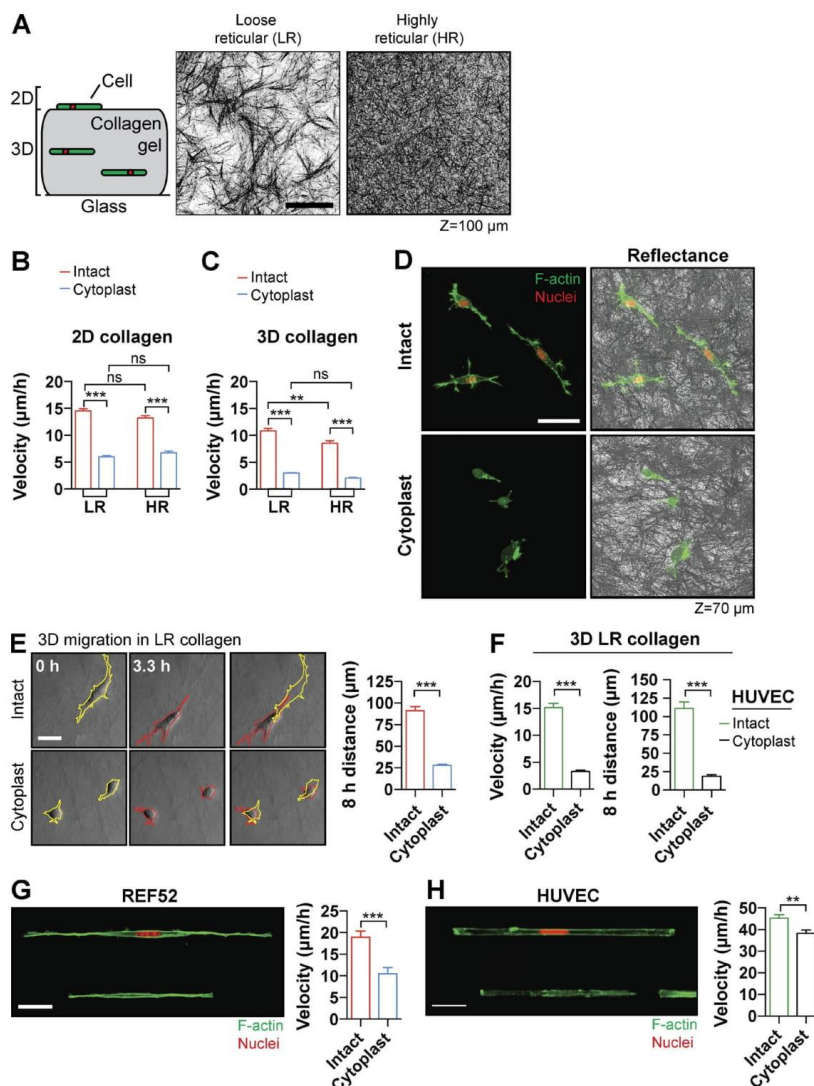 A
Loose
reticular (LR)
Highly
reticular (HR)
2D
3D
Cell
Collagen
gel
Glass
Z=100 µm
B
Intact
Cytoplast
2D collagen
Velocity (µm/h)
20
15
10
5
0
ns
ns
***
***
LR
HR
C
Intact
Cytoplast
3D collagen
Velocity (µm/h)
20
15
10
5
0
ns
**
***
***
LR
HR
D
Reflectance
F-actin
Nuclei
Intact
Cytoplast
Z=70 µm
E
3D migration in LR collagen
0 h
3.3 h
Intact
Cytoplast
8 h distance (µm)
100
75
50
25
0
***
Intact
Cytoplast
F
3D LR collagen
Velocity (µm/h)
20
15
10
5
0
***
Intact
Cytoplast
8 h distance (µm)
150
125
100
75
50
25
0
***
Intact
Cytoplast
HUVEC
Intact
Cytoplast
G
REF52
F-actin
Nuclei
Velocity (µm/h)
25
20
15
10
5
0
***
Intact
Cytoplast
H
HUVEC
F-actin
Nuclei
Velocity (µm/h)
50
40
30
20
10
0
**
Intact
Cytoplast